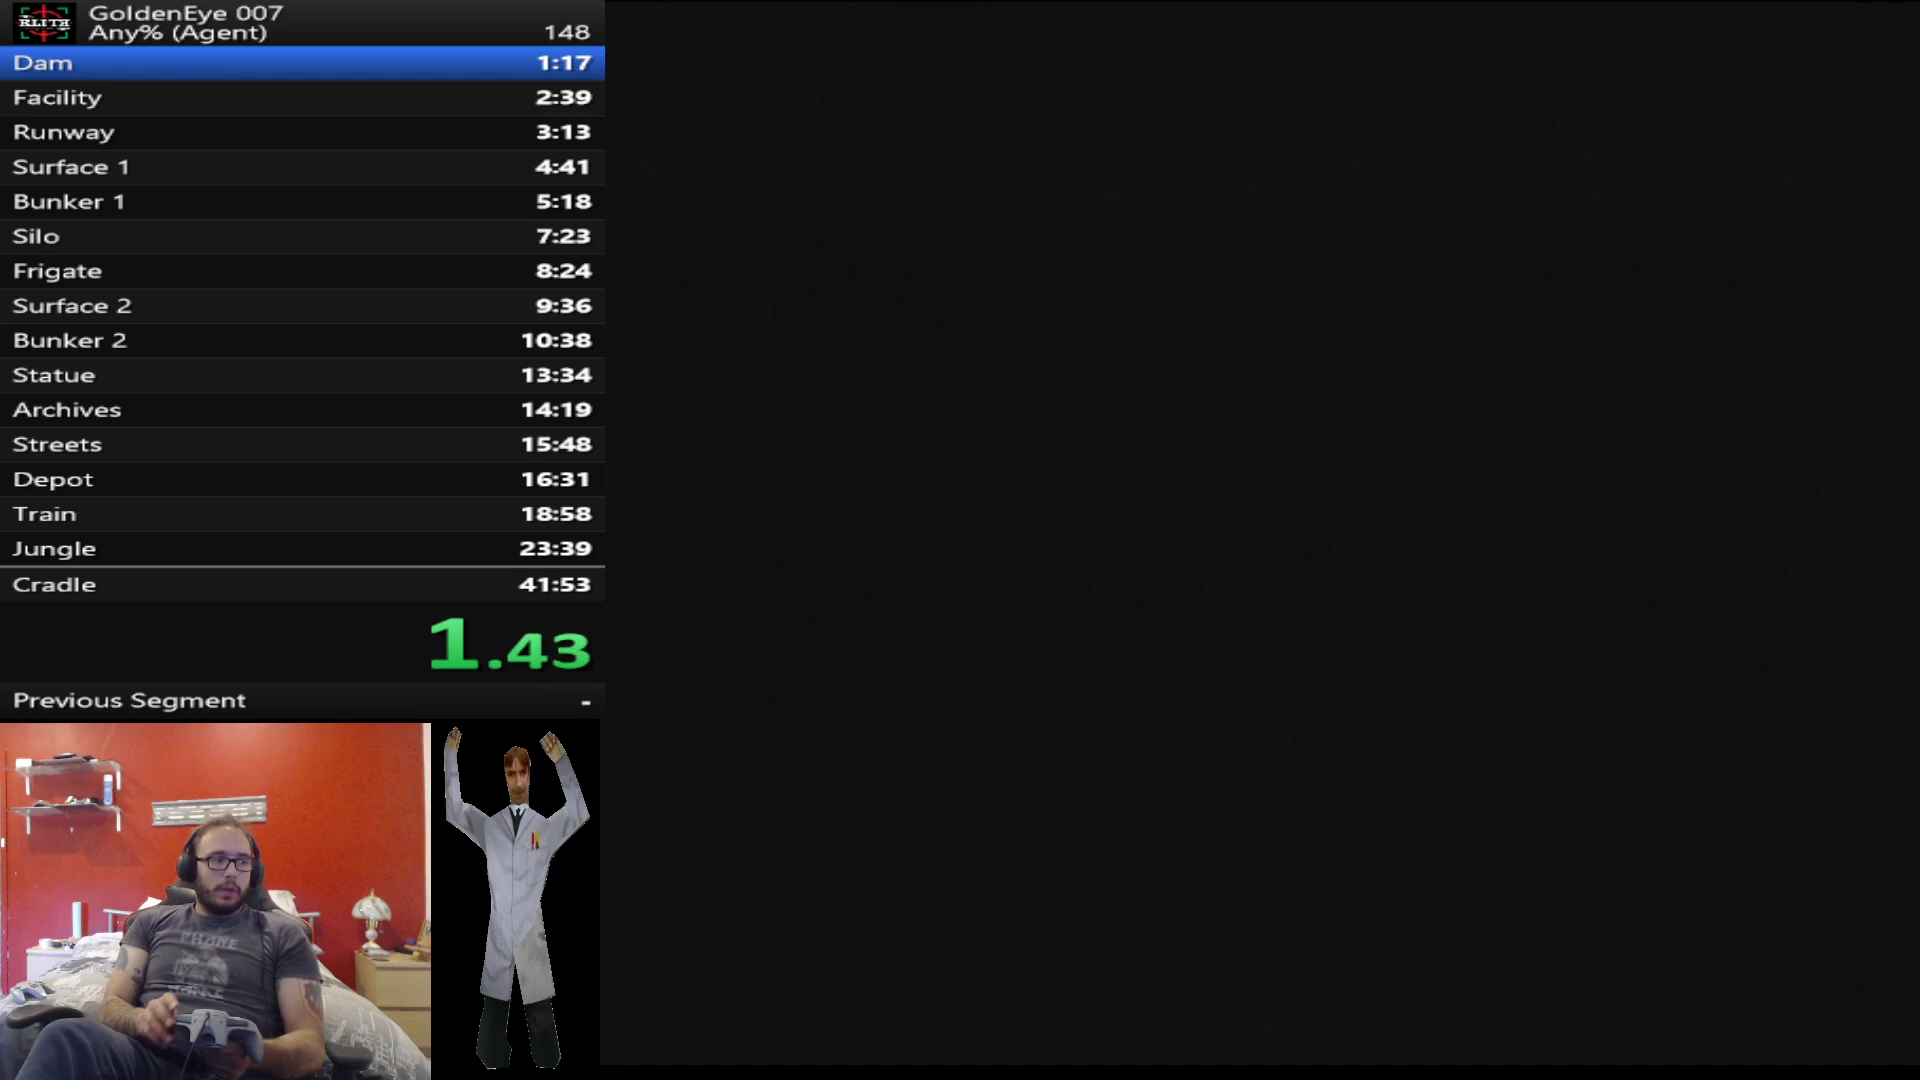 GoldenEye 007
Any% (Agent) 148
Dam 1:17
Facility 2:39
Runway 3:13
Surface 1 4:41
Bunker 1 5:18
Silo 7:23
Frigate 8:24
Surface 2 9:36
Bunker 2 10:38
Statue 13:34
Archives 14:19
Streets 15:48
Depot 16:31
Train 18:58
Jungle 23:39
Cradle 41:53
1.43
Previous Segment -